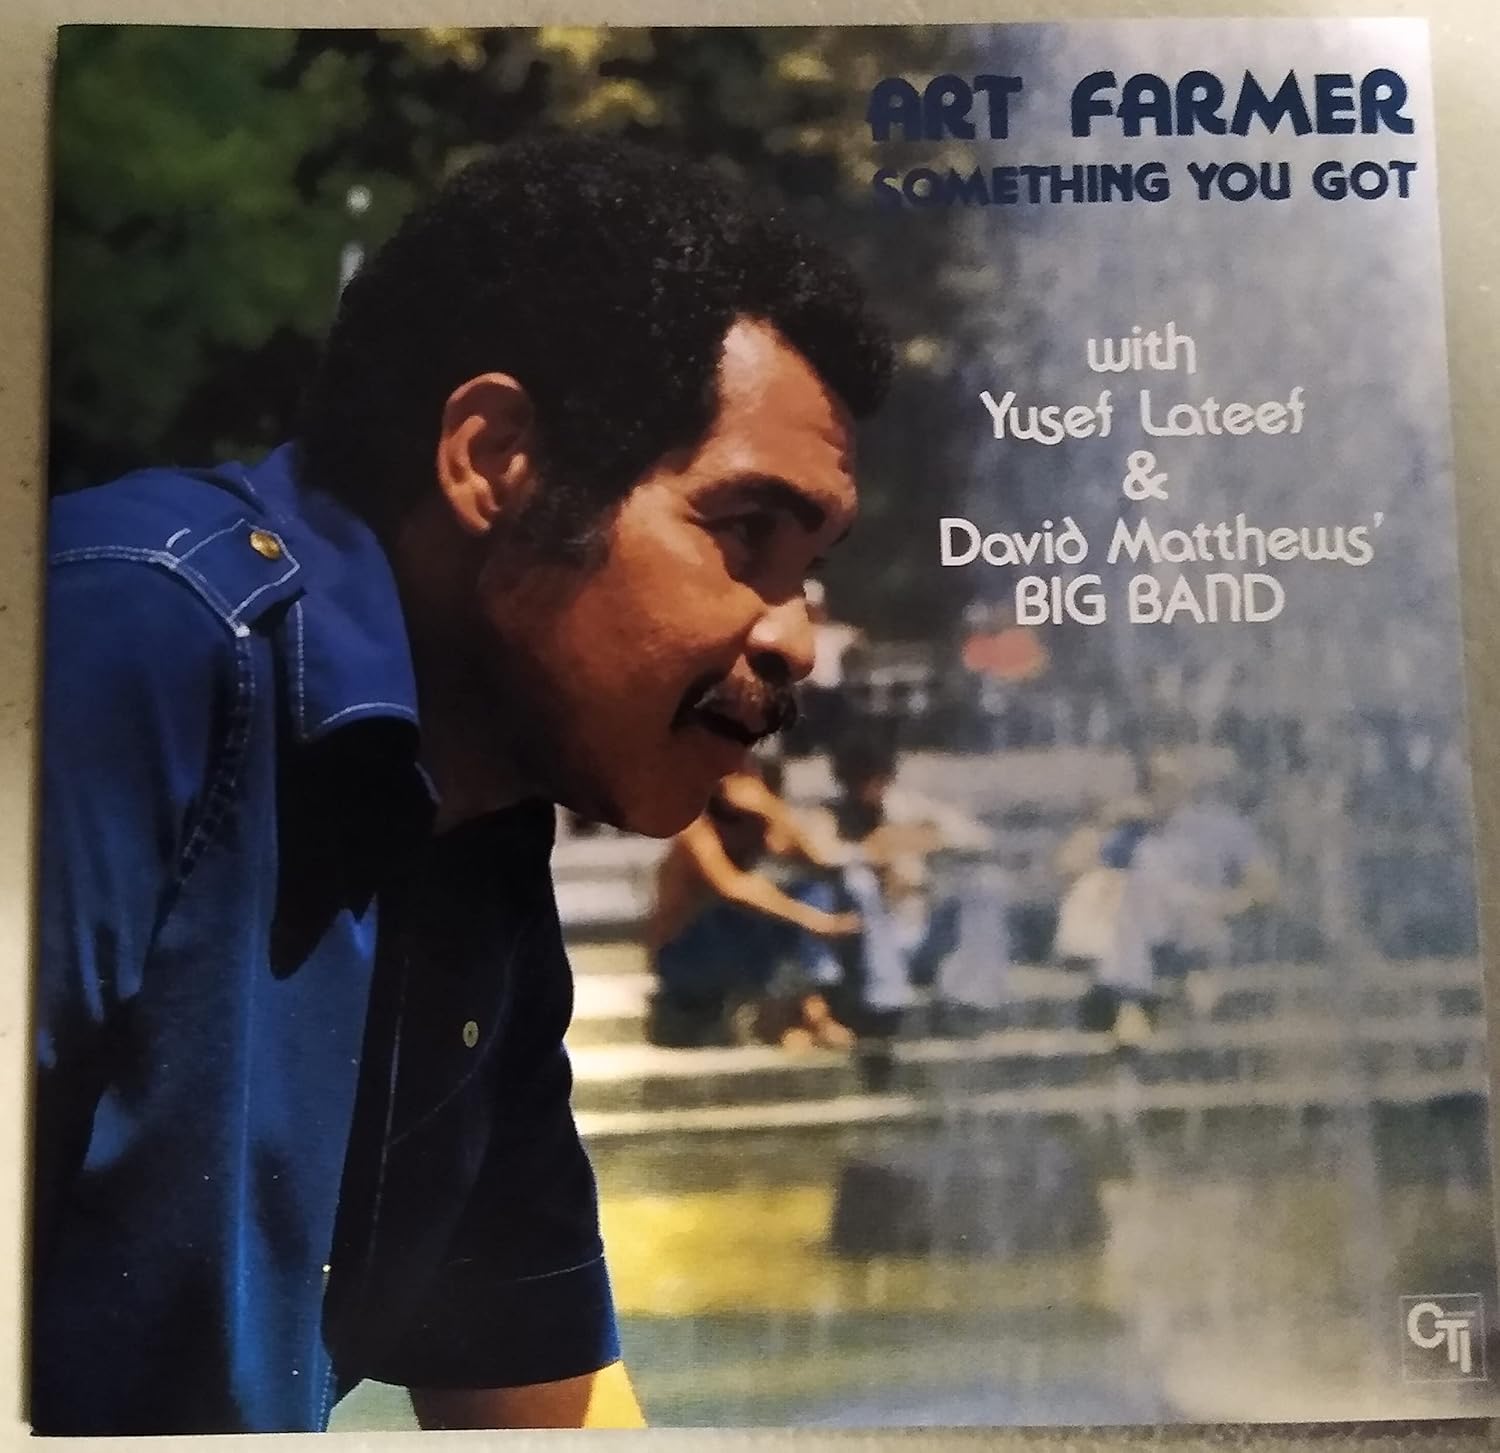 ART FARMER
SOMETHING YOU GOT
with
Yusef Lateef
&
David Matthews'
BIG BAND
CTI